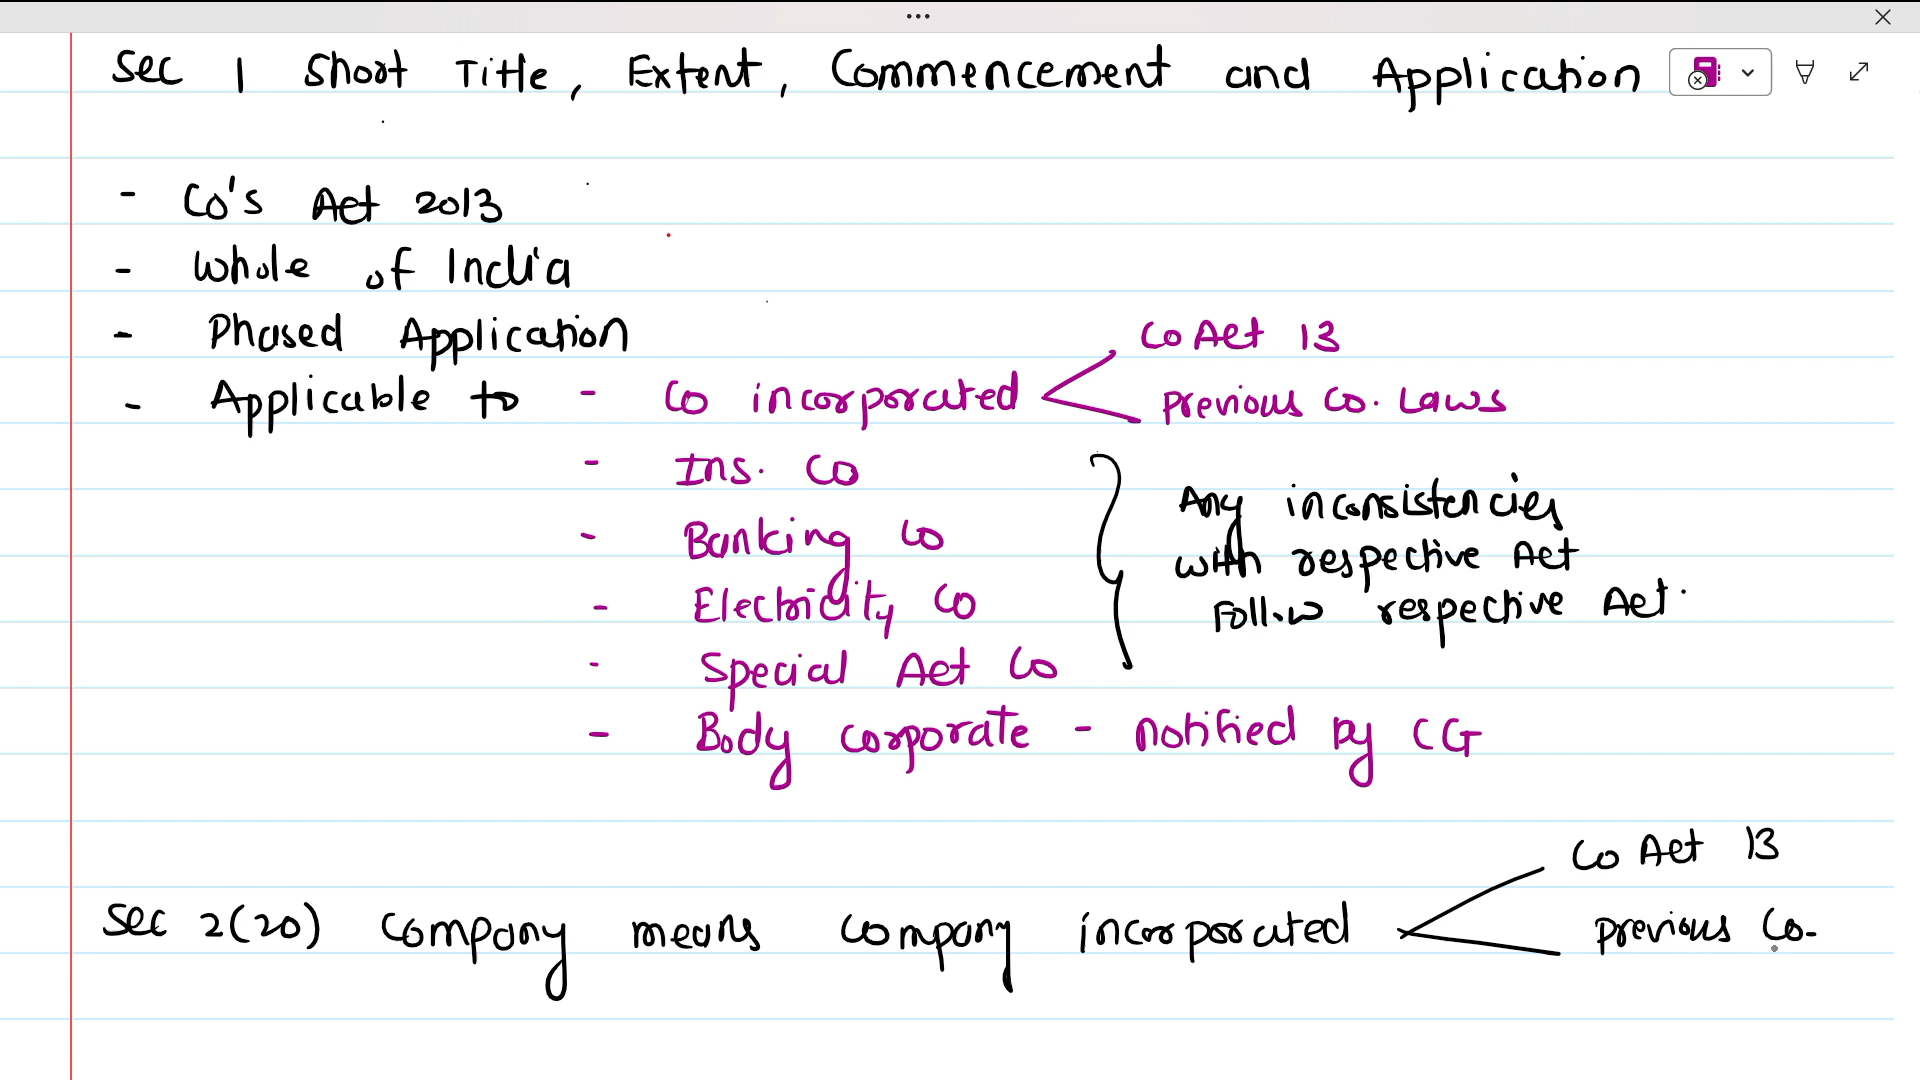 Sec 1 Short Title, Extent, Commencement and Application
- Co's Act 2013
- Whole of India
- Phased Application
- Applicable to - Co incorporated
Co Act 13
Previous Co. Laws
- Ins. Co
- Banking Co
- Electricity Co
- Special Act Co
Any inconsistencies
with respective Act
Follow respective Act.
- Body corporate - notified by CG
Sec 2(20) Company means company incorporated
Co Act 13
Previous Co.